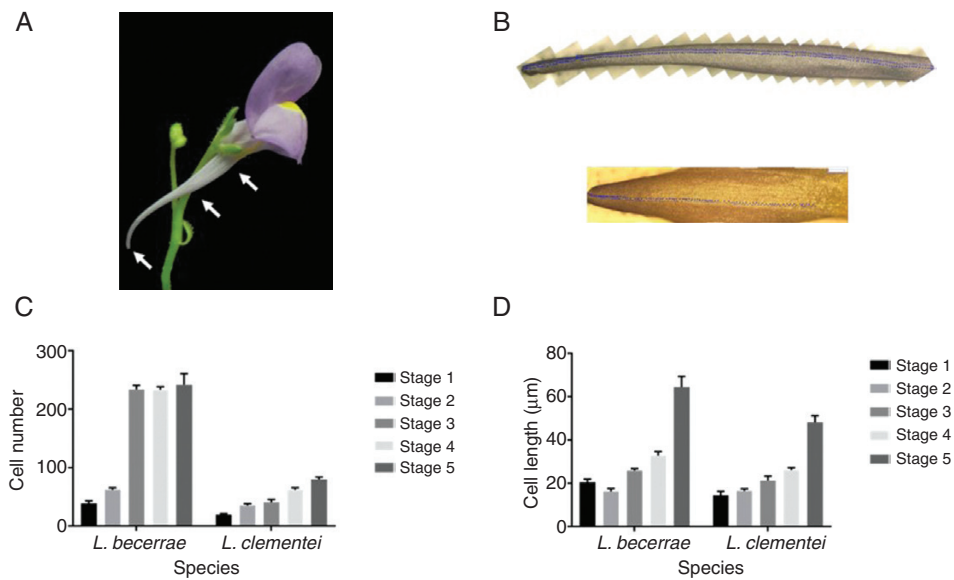 A
B
C
300
200
100
0
Cell number
L. becerrae
L. clementei
Species
Stage 1
Stage 2
Stage 3
Stage 4
Stage 5
D
80
60
40
20
0
Cell length (μm)
L. becerrae
L. clementei
Species
Stage 1
Stage 2
Stage 3
Stage 4
Stage 5